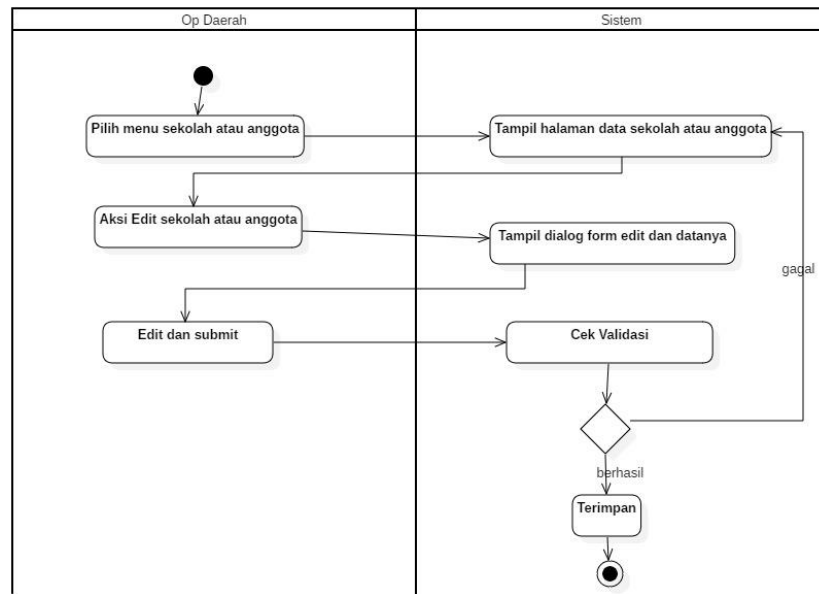 Op Daerah
Sistem
Pilih menu sekolah atau anggota
Tampil halaman data sekolah atau anggota
Aksi Edit sekolah atau anggota
Tampil dialog form edit dan datanya
gagal
Edit dan submit
Cek Validasi
berhasil
Terimpan